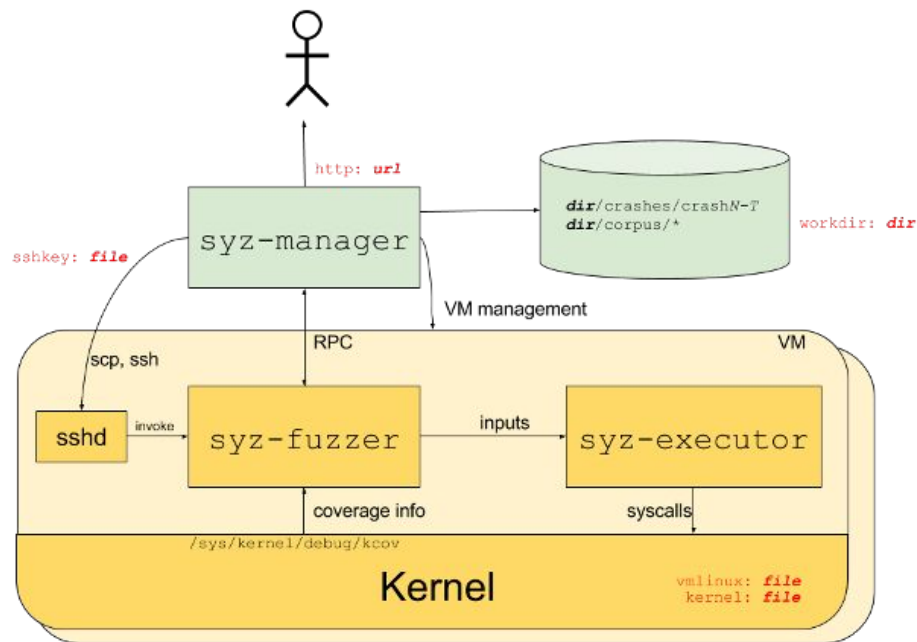 http: url
dir/crashes/crashN-T
dir/corpus/*
workdir: dir
syz-manager
sshkey: file
VM management
RPC
VM
scp, ssh
sshd
invoke
syz-fuzzer
inputs
syz-executor
coverage info
syscalls
/sys/kernel/debug/kcov
Kernel
vmlinux: file
kernel: file